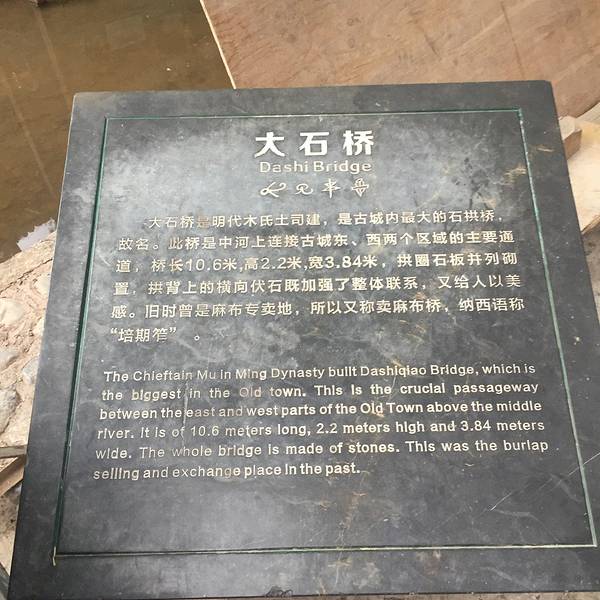 大石桥
Dashi Bridge
大石桥是明代木氏土司建，是古城内最大的石拱桥，
故名。此桥是中河上连接古城东、西两个区域的主要通
道，桥长10.6米,高2.2米,宽3.84米，拱圈石板并列砌
置，拱背上的横向伏石既加强了整体联系，又给人以美
感。旧时曾是麻布专卖地，所以又称卖麻布桥，纳西语称
“培期笮”。
The Chieftain Mu in Ming Dynasty built Dashiqiao Bridge, which is
the biggest in the Old town. This is the crucial passageway
between the east and west parts of the Old Town above the middle
river. It is of 10.6 meters long, 2.2 meters high and 3.84 meters
wide. The whole bridge is made of stones. This was the burlap
selling and exchange place in the past.